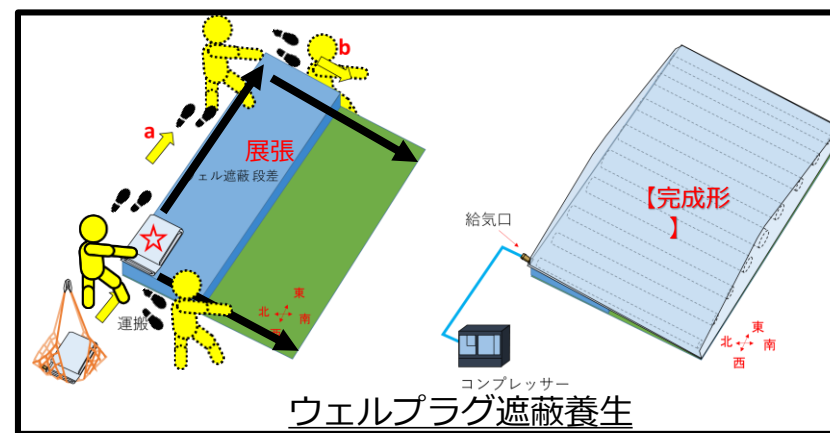 b
a
展張
ェル遮蔽 段差
運搬
東
北
南
【完成形
】
給気口
コンプレッサー
東
北
南
西
ウェルプラグ遮蔽養生